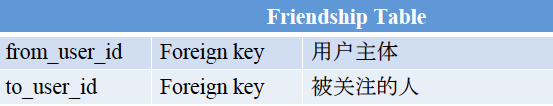 Friendship Table
from_user_id Foreign key 用户主体
to_user_id Foreign key 被关注的人